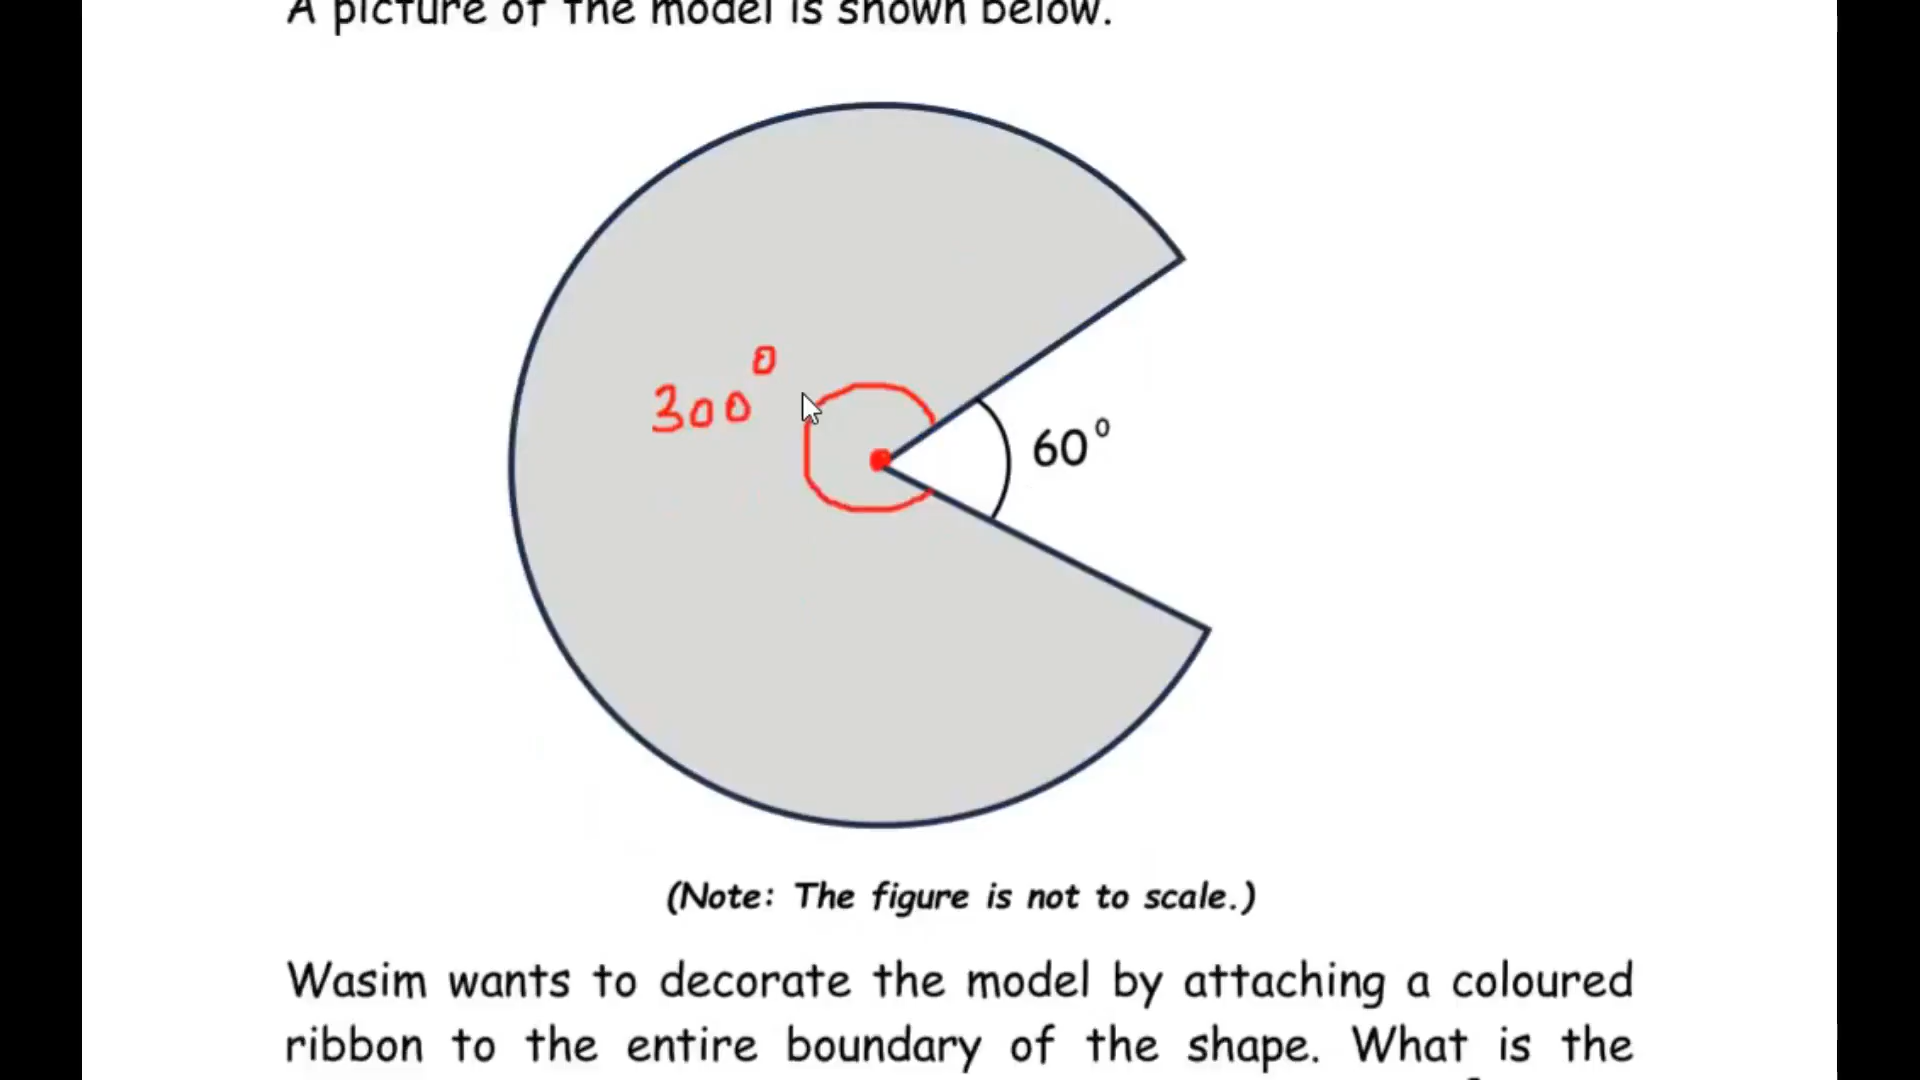 A picture of the model is shown below.
300°
60°
(Note: The figure is not to scale.)
Wasim wants to decorate the model by attaching a coloured
ribbon to the entire boundary of the shape. What is the